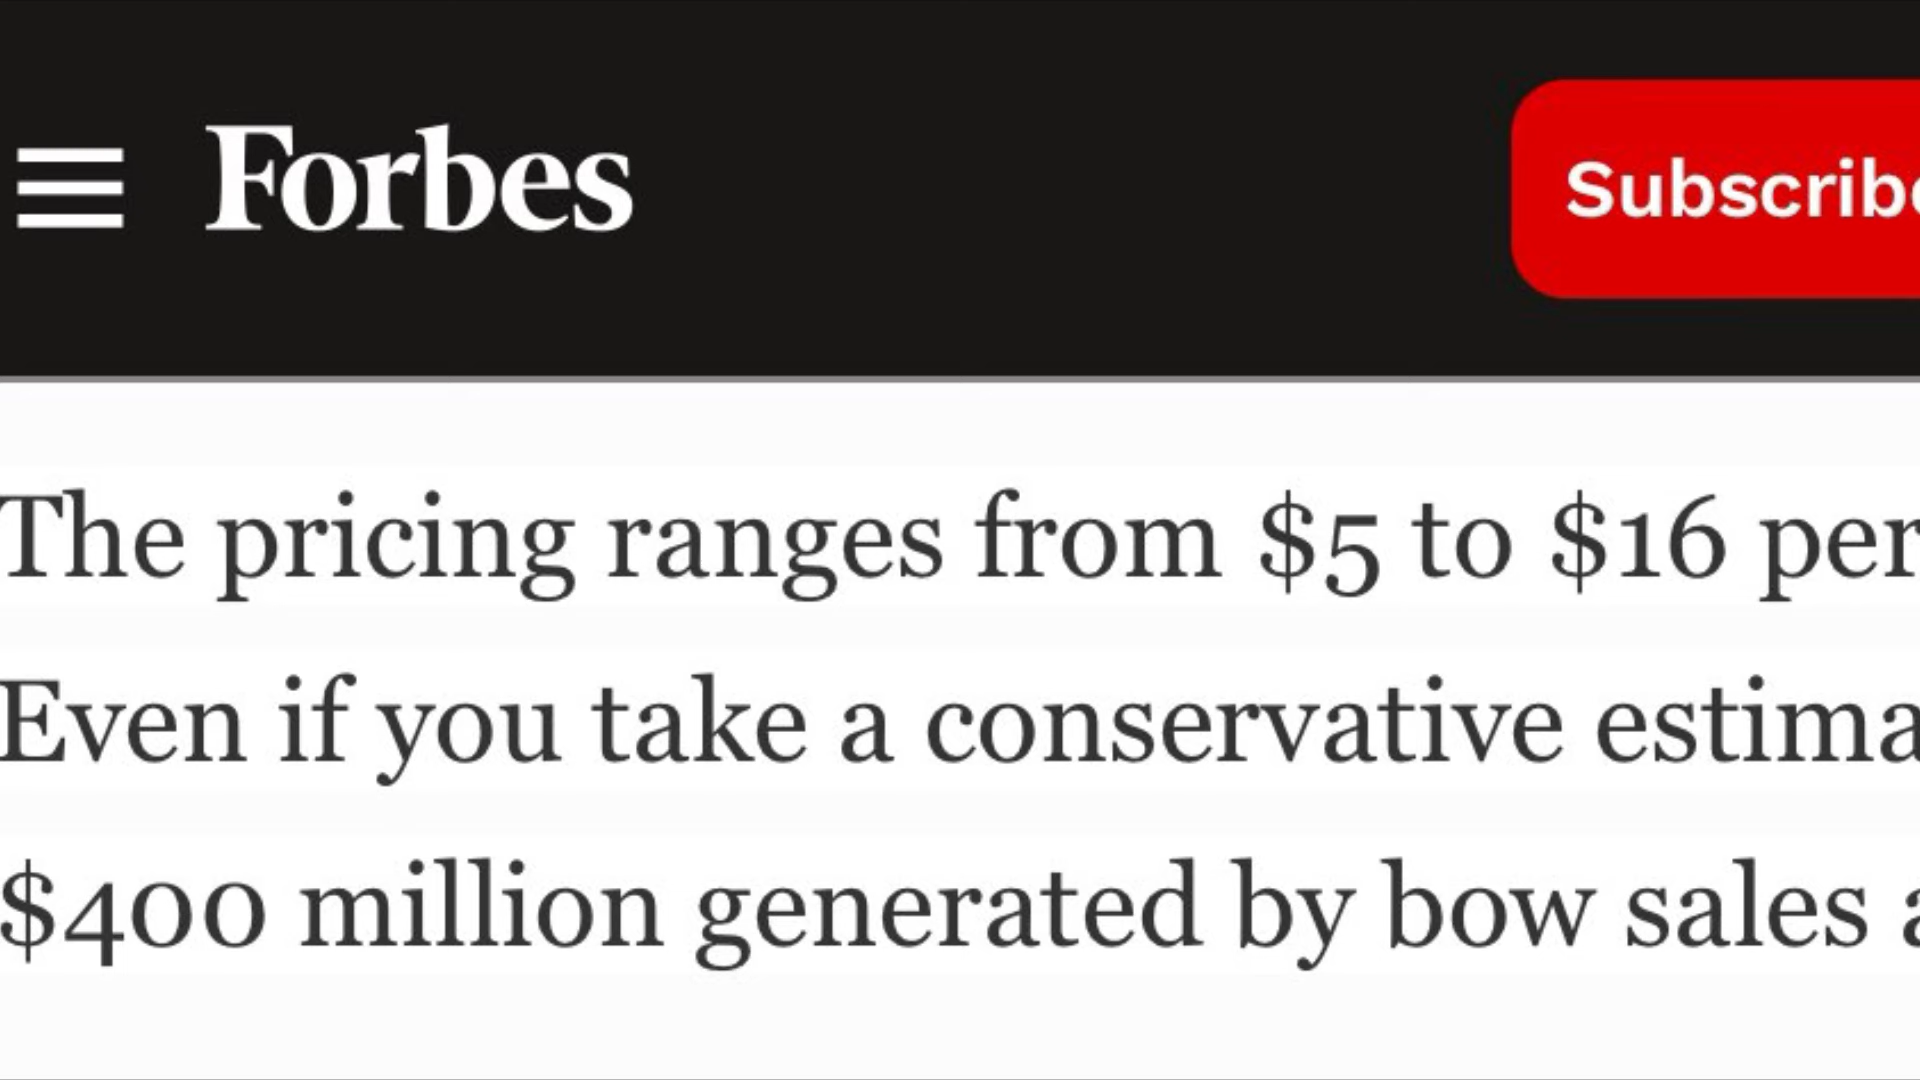 Forbes
Subscribe
The pricing ranges from $5 to $16 per
Even if you take a conservative estima
$400 million generated by bow sales a